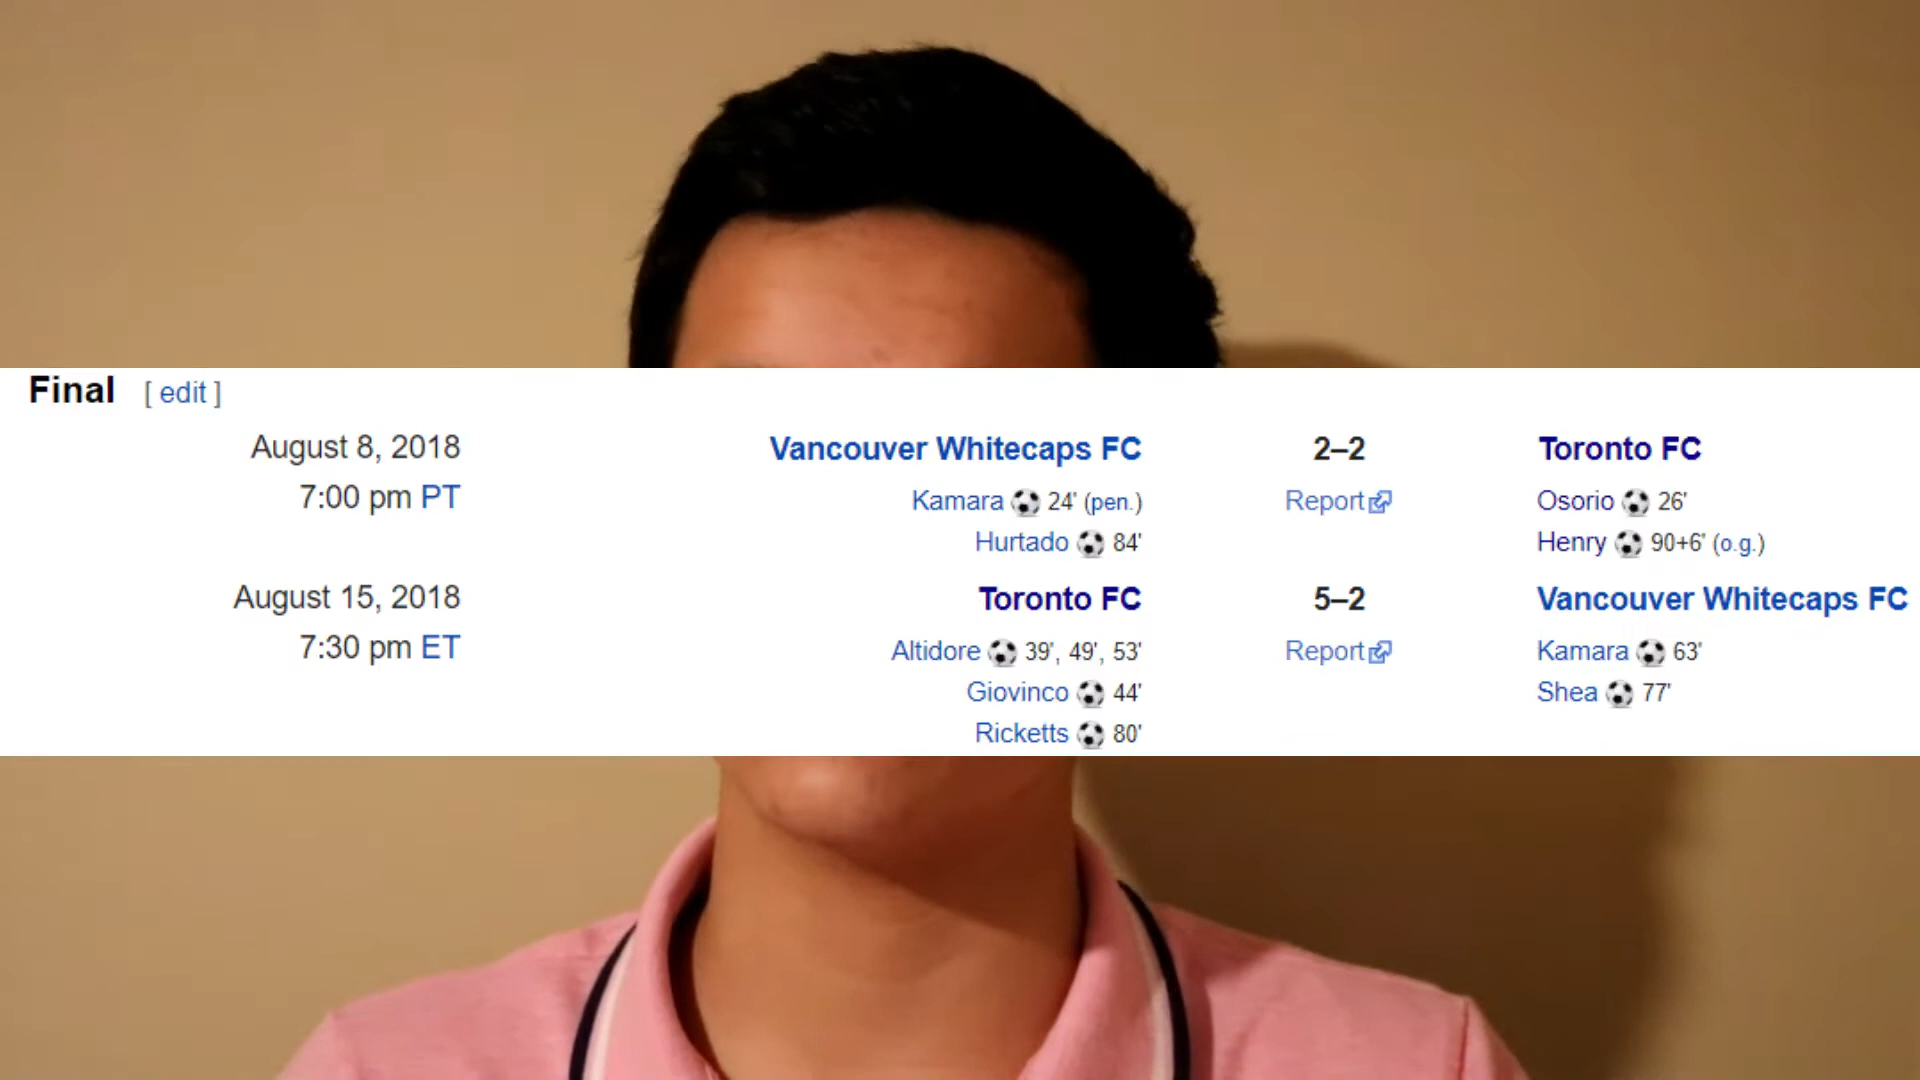 Final [ edit ]
August 8, 2018 Vancouver Whitecaps FC 2–2 Toronto FC
7:00 pm PT Kamara 24' (pen.) Report Osorio 26'
Hurtado 84' Henry 90+6' (o.g.)
August 15, 2018 Toronto FC 5–2 Vancouver Whitecaps FC
7:30 pm ET Altidore 39', 49', 53' Report Kamara 63'
Giovinco 44' Shea 77'
Ricketts 80'